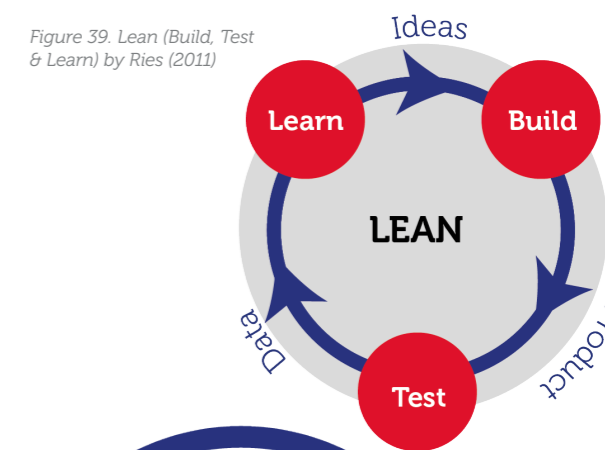 Figure 39. Lean (Build, Test
& Learn) by Ries (2011)
Ideas
Learn
Build
LEAN
Data
Test